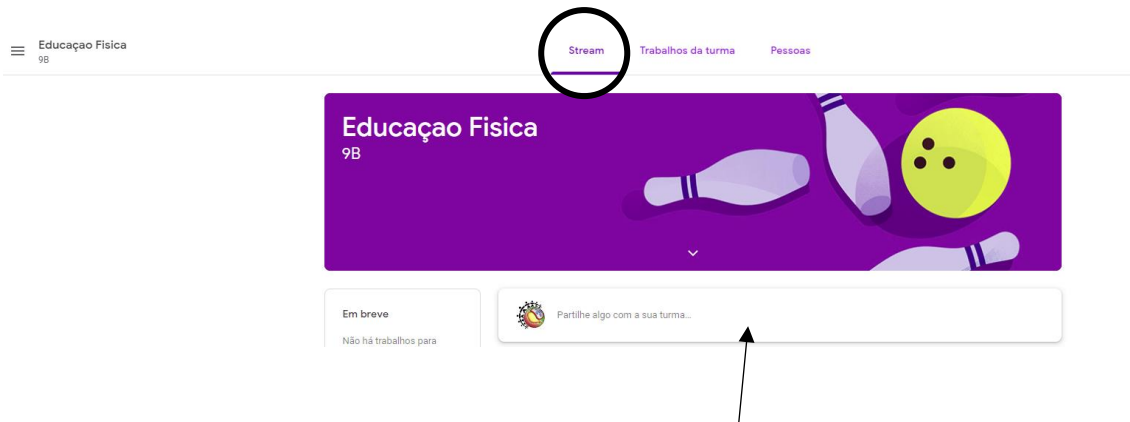 Educaçao Fisica
9B
Stream
Trabalhos da turma
Pessoas
Educaçao Fisica
9B
Em breve
Não há trabalhos para
Partilhe algo com a sua turma...